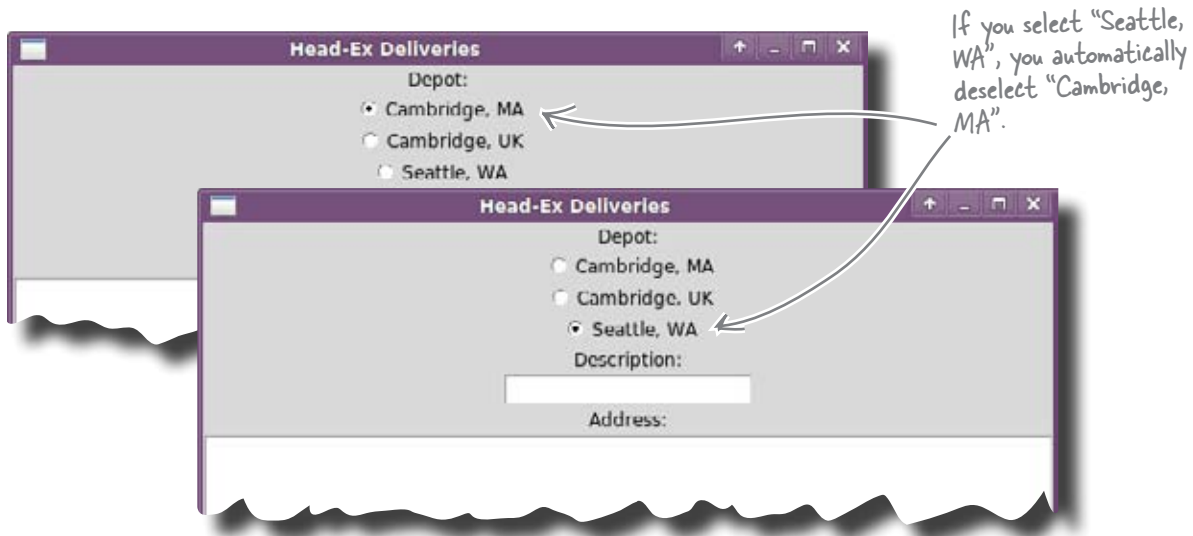 If you select “Seattle,
WA”, you automatically
deselect “Cambridge,
MA”.
Head-Ex Deliveries
Depot:
Cambridge, MA
Cambridge, UK
Seattle, WA
Head-Ex Deliveries
Depot:
Cambridge, MA
Cambridge, UK
Seattle, WA
Description:
Address: